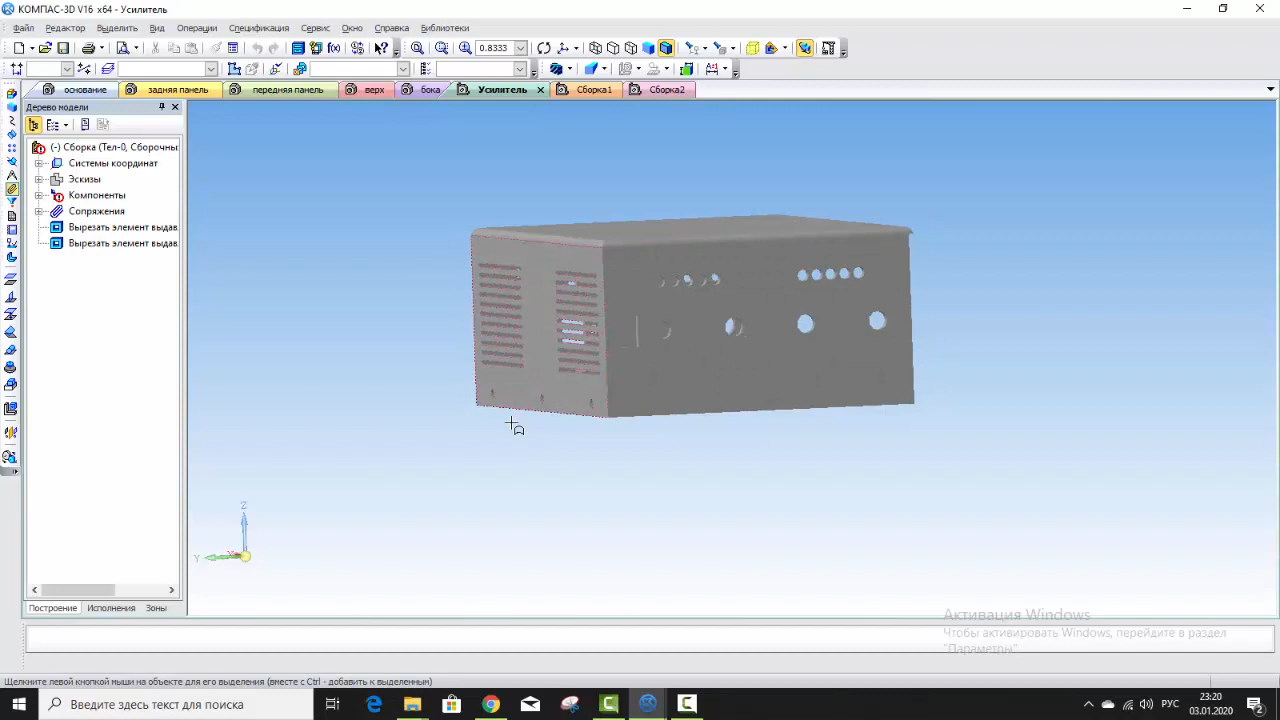 КОМПАС-3D V16 x64 - Усилитель
Файл Редактор Выделить Вид Операции Спецификация Сервис Окно Справка Библиотеки
0.8333
основание задняя панель передняя панель верх бока Усилитель Сборка1 Сборка2
Дерево модели
(-) Сборка (Тел-0, Сборочны
Системы координат
Эскизы
Компоненты
Сопряжения
Вырезать элемент выдав
Вырезать элемент выдав
Z
Y
X
Построение Исполнения Зоны
Активация Windows
Чтобы активировать Windows, перейдите в раздел
"Параметры".
Щелкните левой кнопкой мыши на объекте для его выделения (вместе с Ctrl - добавить к выделенным)
Введите здесь текст для поиска
РУС
23:20
03.01.2020
2